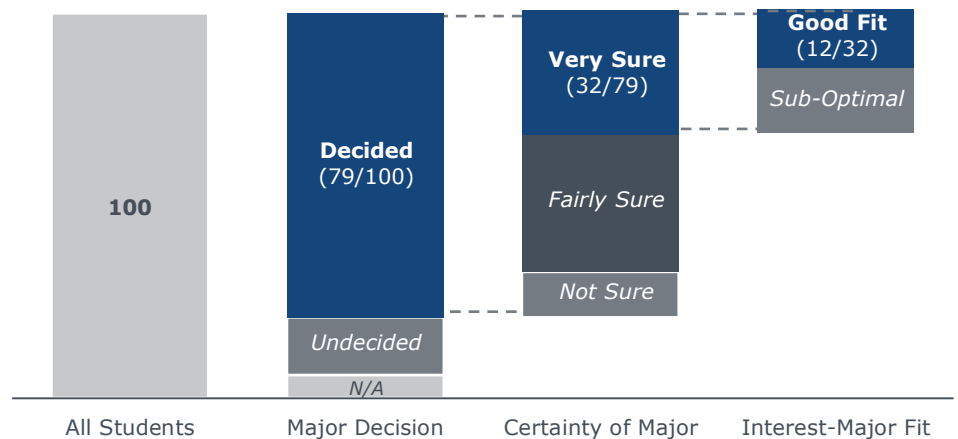 100
Decided
(79/100)
Undecided
N/A
Very Sure
(32/79)
Fairly Sure
Not Sure
Good Fit
(12/32)
Sub-Optimal
All Students
Major Decision
Certainty of Major
Interest-Major Fit